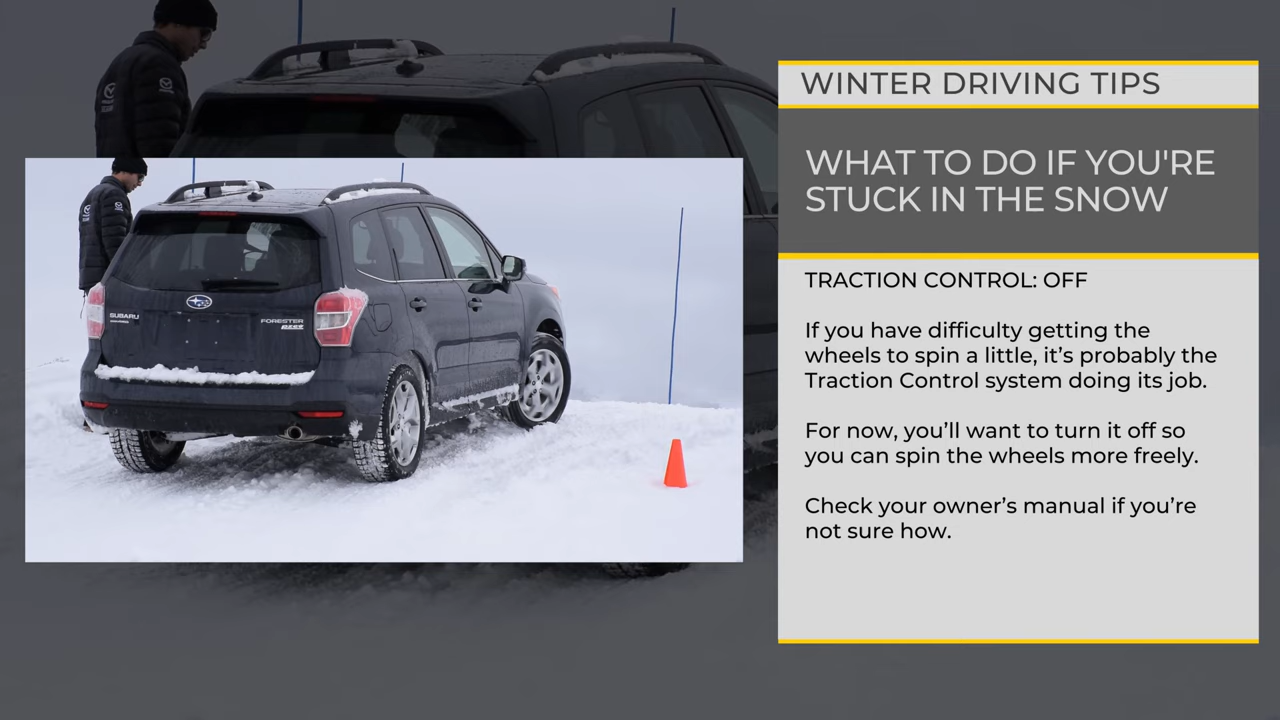 WINTER DRIVING TIPS
WHAT TO DO IF YOU'RE
STUCK IN THE SNOW
TRACTION CONTROL: OFF
If you have difficulty getting the
wheels to spin a little, it’s probably the
Traction Control system doing its job.
For now, you’ll want to turn it off so
you can spin the wheels more freely.
Check your owner’s manual if you’re
not sure how.
SUBARU
FORESTER